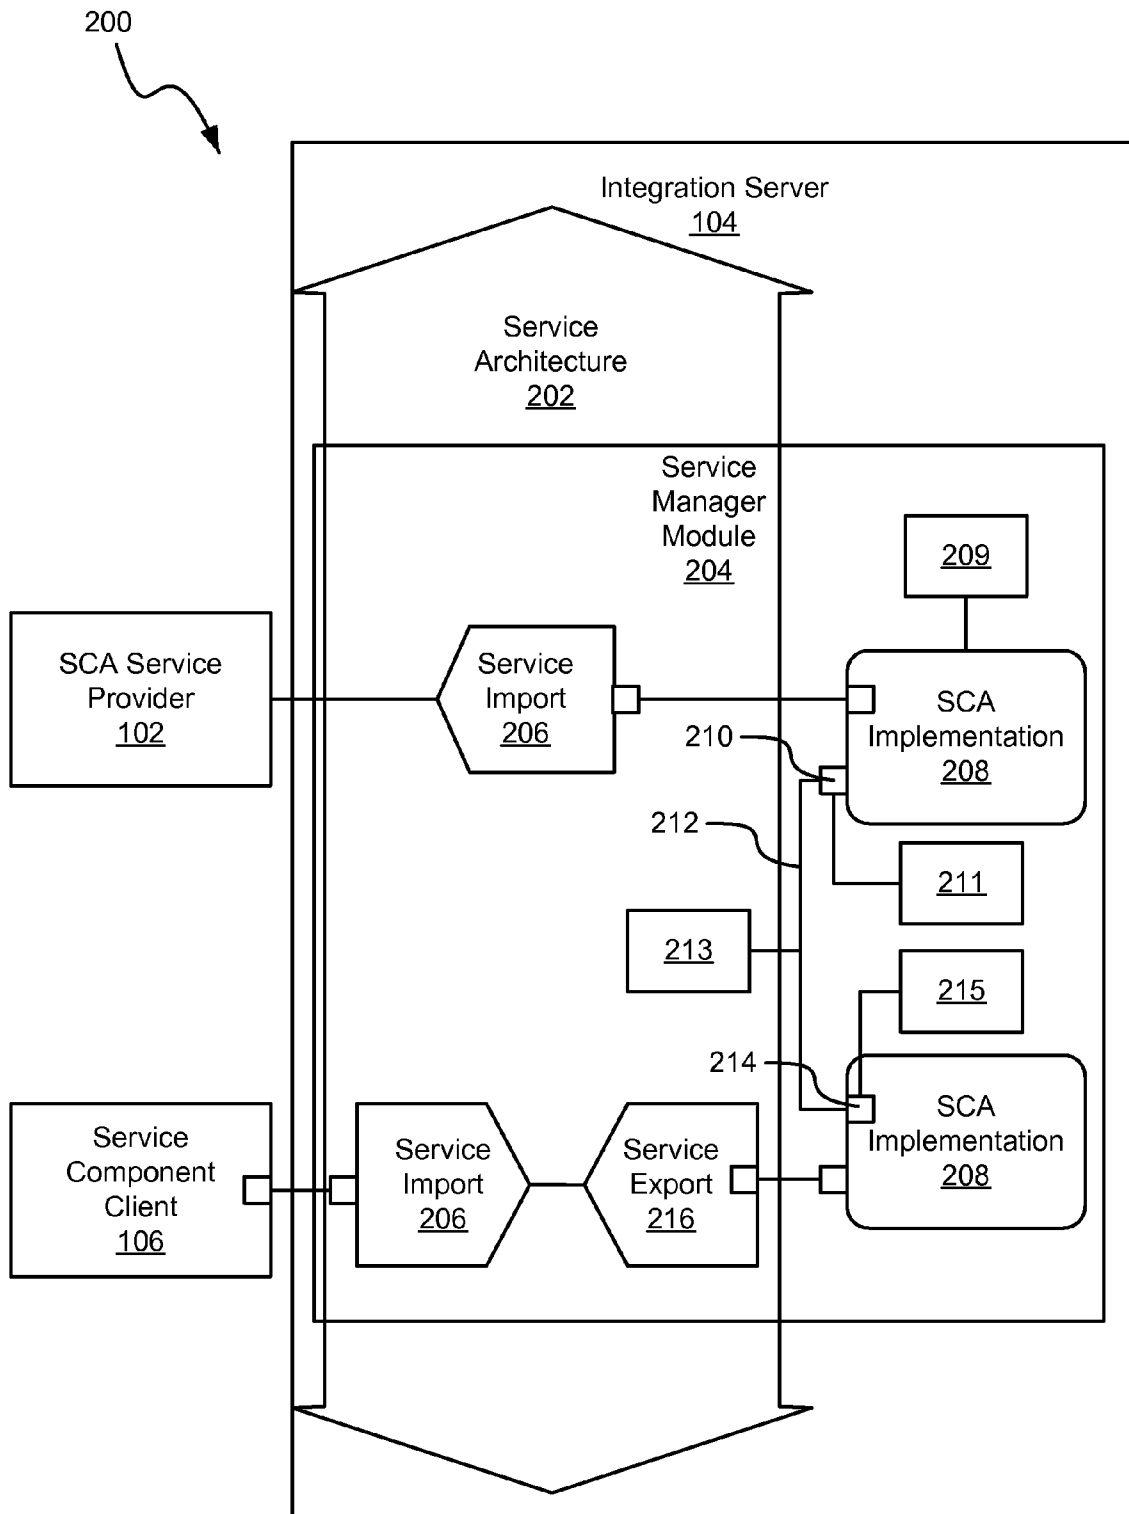 200
Integration Server
104
Service
Architecture
202
Service
Manager
Module
204
209
SCA Service
Provider
102
Service
Import
206
SCA
Implementation
208
210
212
211
213
215
214
Service
Component
Client
106
Service
Import
206
Service
Export
216
SCA
Implementation
208